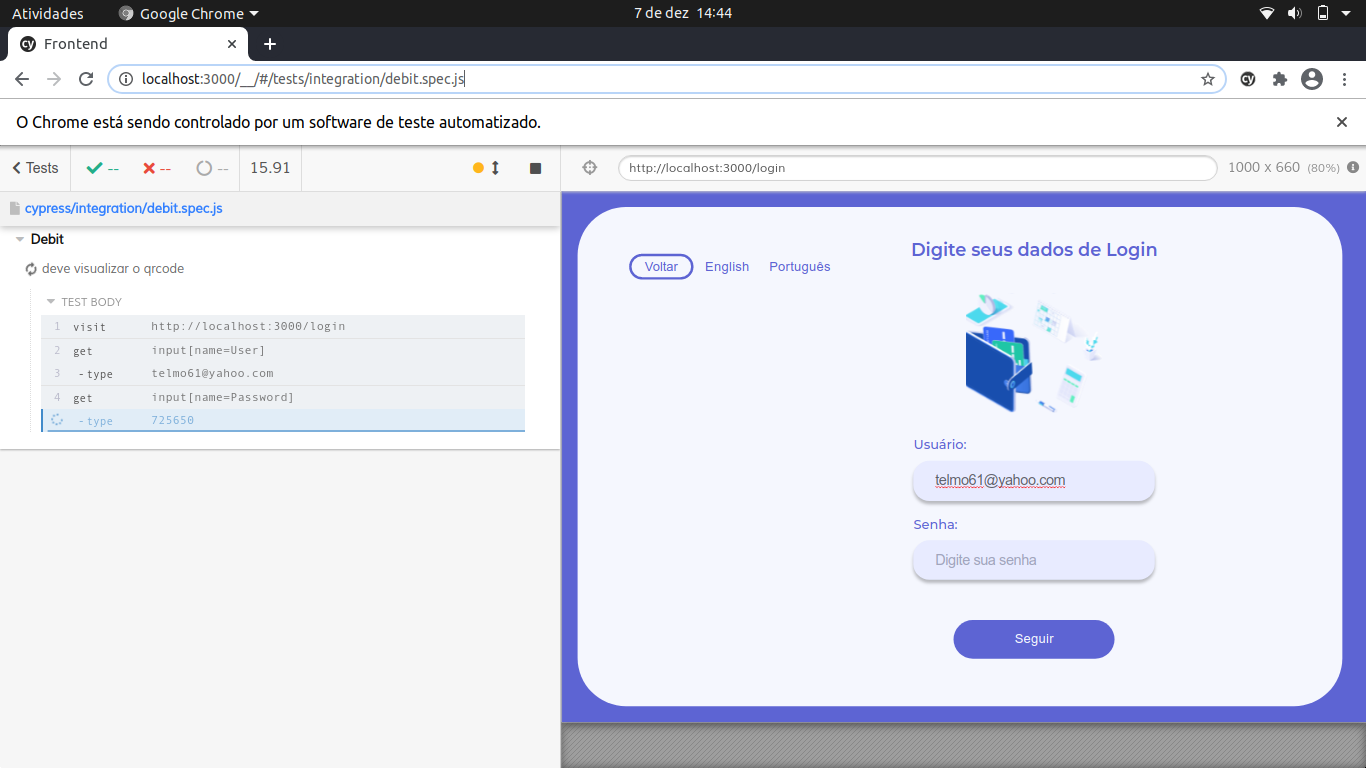 Atividades Google Chrome 7 de dez 14:44
Frontend
localhost:3000/__/#/tests/integration/debit.spec.js
O Chrome está sendo controlado por um software de teste automatizado.
Tests -- -- -- 15.91
http://localhost:3000/login 1000 x 660 (80%)
cypress/integration/debit.spec.js
Debit
deve visualizar o qrcode
TEST BODY
1 visit http://localhost:3000/login
2 get input[name=User]
3 -type telmo61@yahoo.com
4 get input[name=Password]
-type 725650
Digite seus dados de Login
Voltar English Português
Usuário:
telmo61@yahoo.com
Senha:
Digite sua senha
Seguir